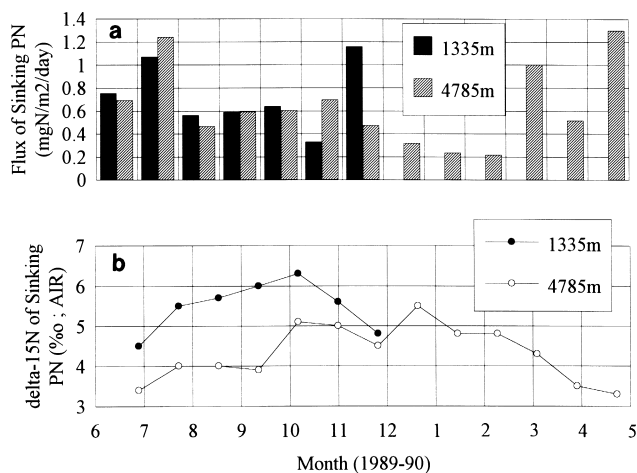 Flux of Sinking PN
(mgN/m2/day)
1.4
1.2
1
0.8
0.6
0.4
0.2
0
a
1335m
4785m
delta-15N of Sinking
PN (‰ ; AIR)
7
6
5
4
3
b
1335m
4785m
6 7 8 9 10 11 12 1 2 3 4 5
Month (1989-90)